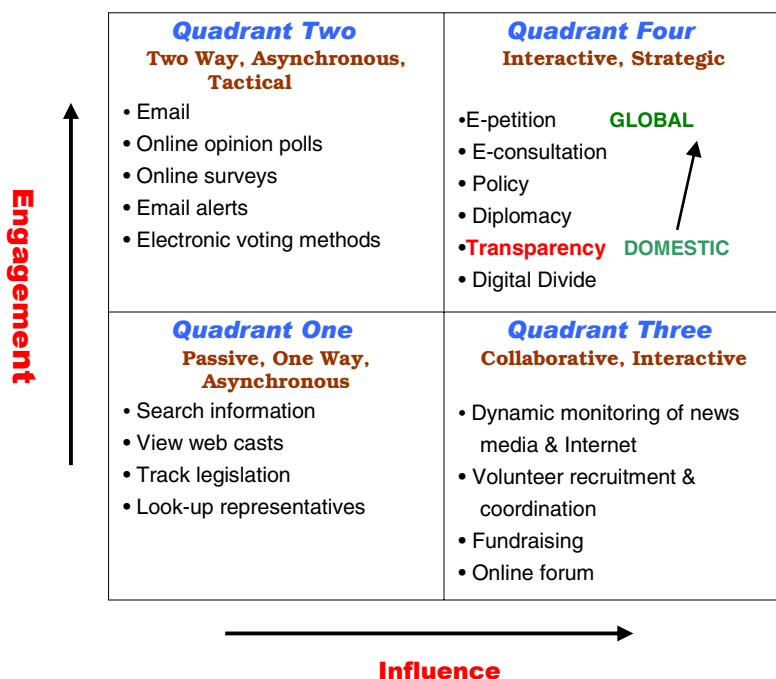 Quadrant Two
Two Way, Asynchronous,
Tactical
• Email
• Online opinion polls
• Online surveys
• Email alerts
• Electronic voting methods
Quadrant Four
Interactive, Strategic
•E-petition GLOBAL
• E-consultation
• Policy
• Diplomacy
•Transparency DOMESTIC
• Digital Divide
Engagement
Quadrant One
Passive, One Way,
Asynchronous
• Search information
• View web casts
• Track legislation
• Look-up representatives
Quadrant Three
Collaborative, Interactive
• Dynamic monitoring of news
media & Internet
• Volunteer recruitment &
coordination
• Fundraising
• Online forum
Influence